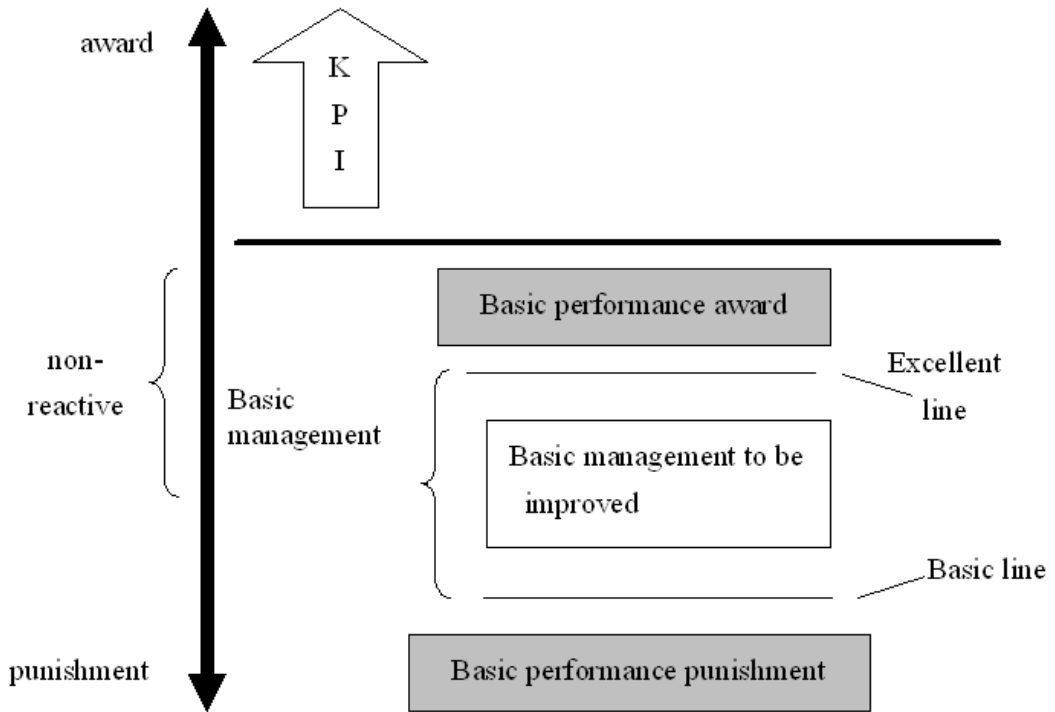 award
K
P
I
Basic performance award
non-
reactive
Excellent
line
Basic
management
Basic management to be
improved
Basic line
punishment
Basic performance punishment